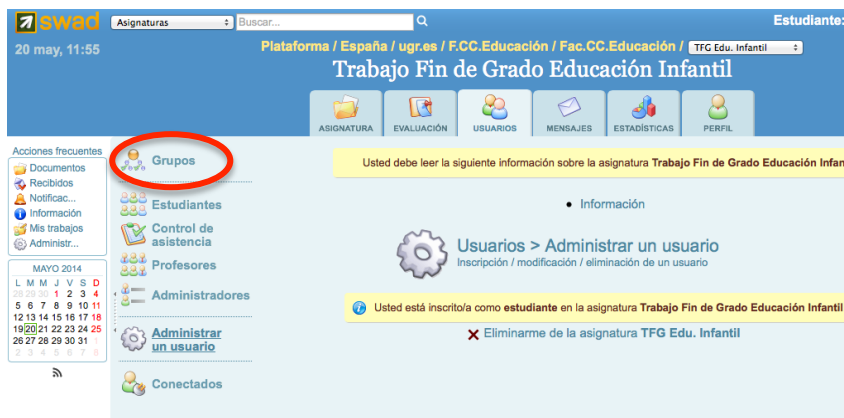 swad
Asignaturas
Buscar...
Estudiante:
20 may, 11:55
Plataforma / España / ugr.es / F.CC.Educación / Fac.CC.Educación /
TFG Edu. Infantil
Trabajo Fin de Grado Educación Infantil
ASIGNATURA
EVALUACIÓN
USUARIOS
MENSAJES
ESTADÍSTICAS
PERFIL
Acciones frecuentes
Documentos
Recibidos
Notificac...
Información
Mis trabajos
Administr...
MAYO 2014
L M M J V S D
28 29 30 1 2 3 4
5 6 7 8 9 10 11
12 13 14 15 16 17 18
19 20 21 22 23 24 25
26 27 28 29 30 31 1
2 3 4 5 6 7 8
Grupos
Estudiantes
Control de
asistencia
Profesores
Administradores
Administrar
un usuario
Conectados
Usted debe leer la siguiente información sobre la asignatura Trabajo Fin de Grado Educación Infan
• Información
Usuarios > Administrar un usuario
Inscripción / modificación / eliminación de un usuario
Usted está inscrito/a como estudiante en la asignatura Trabajo Fin de Grado Educación Infantil
Eliminarme de la asignatura TFG Edu. Infantil